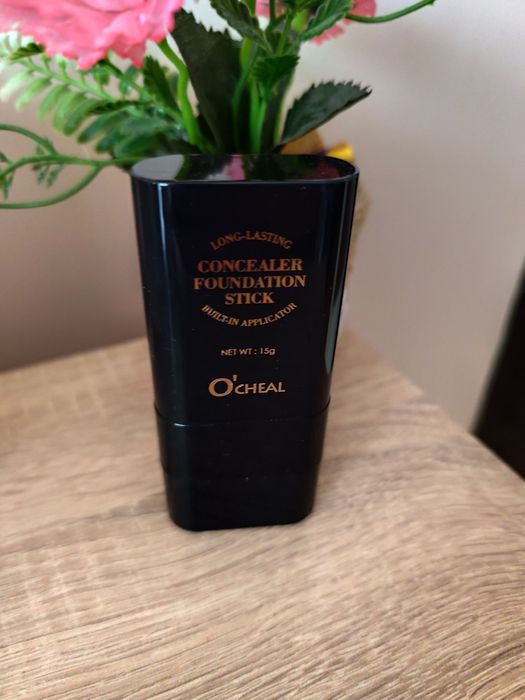 LONG-LASTING
CONCEALER
FOUNDATION
STICK
BUILT-IN APPLICATOR
NET WT : 15g
O'CHEAL